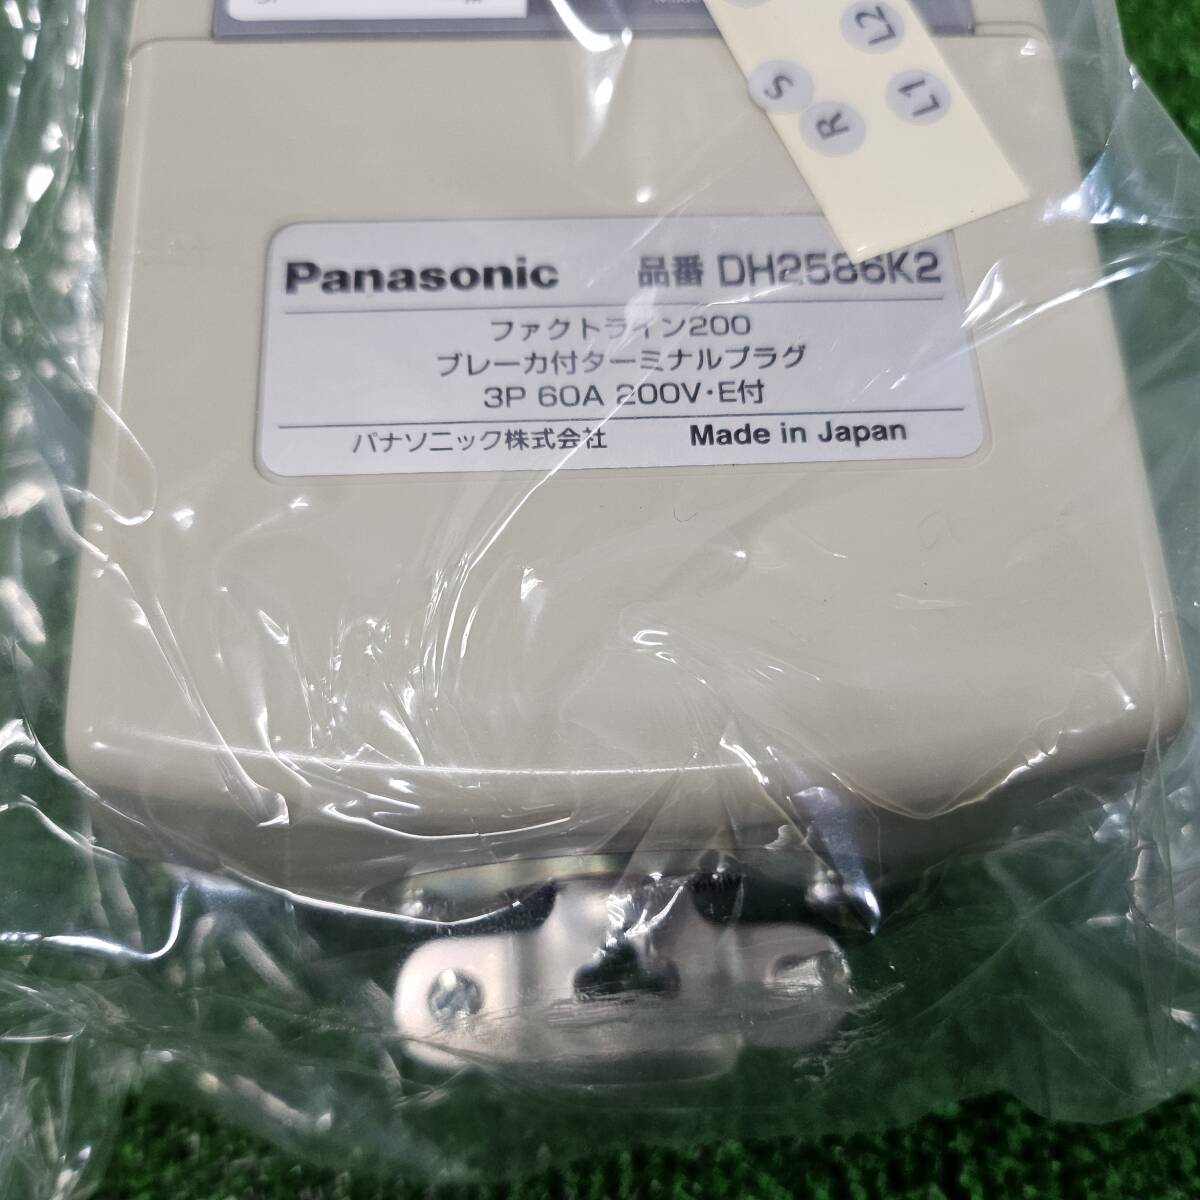 L2
S
R
L1
Panasonic 品番 DH2586K2
ファクトライン200
ブレーカ付ターミナルプラグ
3P 60A 200V・E付
パナソニック株式会社 Made in Japan